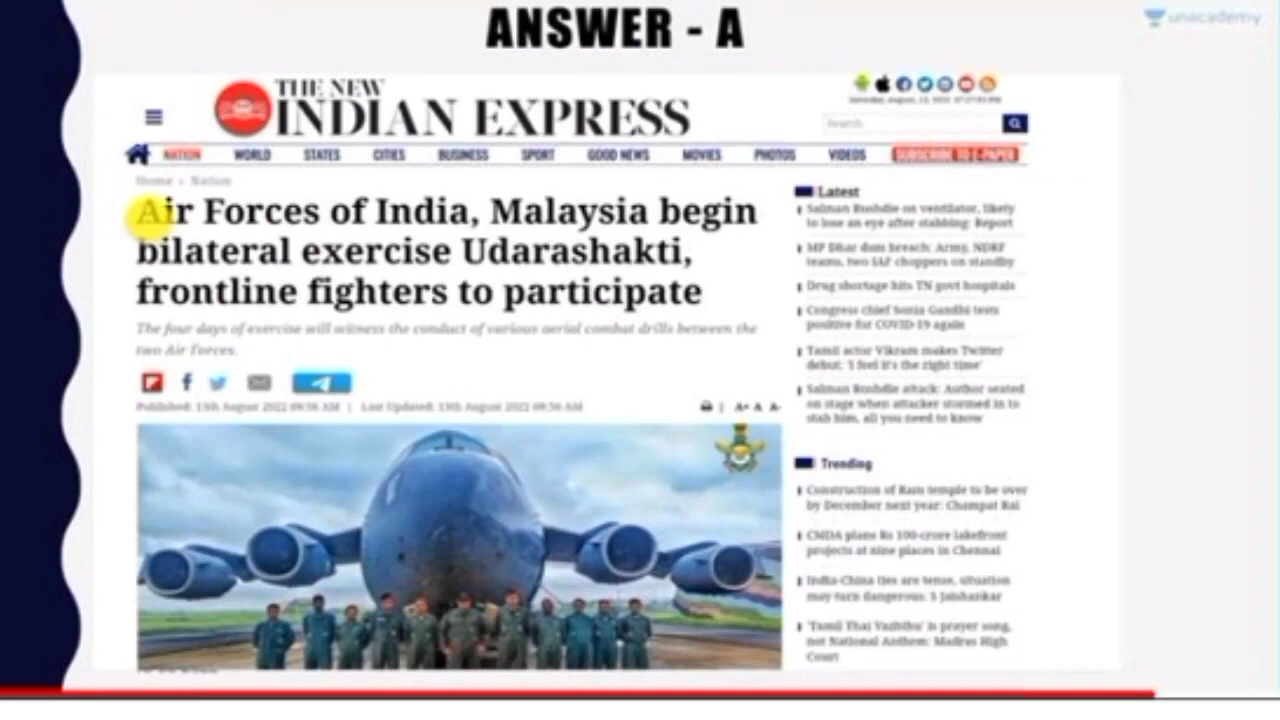 ANSWER - A
unacademy
THE NEW
INDIAN EXPRESS
Search
NATION WORLD STATES CITIES BUSINESS SPORT GOOD NEWS MOVIES PHOTOS VIDEOS SUBSCRIBE TO E-PAPER
Home » Nation
Air Forces of India, Malaysia begin
bilateral exercise Udarashakti,
frontline fighters to participate
The four days of exercise will witness the conduct of various aerial combat drills between the
two Air Forces.
Published: 13th August 2022 09:56 AM | Last Updated: 13th August 2022 09:56 AM
A+ A A-
Latest
Salman Rushdie on ventilator, likely
to lose an eye after stabbing: Report
MP Dhar dam breach: Army, NDRF
teams, two IAF choppers on standby
Drug shortage hits TN govt hospitals
Congress chief Sonia Gandhi tests
positive for COVID-19 again
Tamil actor Vikram makes Twitter
debut: 'I feel it's the right time'
Salman Rushdie attack: Author seated
on stage when attacker stormed in to
stab him, all you need to know
Trending
Construction of Ram temple to be over
by December next year: Champat Rai
CMDA plans Rs 100-crore lakefront
projects at nine places in Chennai
India-China ties are tense, situation
may turn dangerous: S Jaishankar
'Tamil Thai Vazhthu' is prayer song,
not National Anthem: Madras High
Court